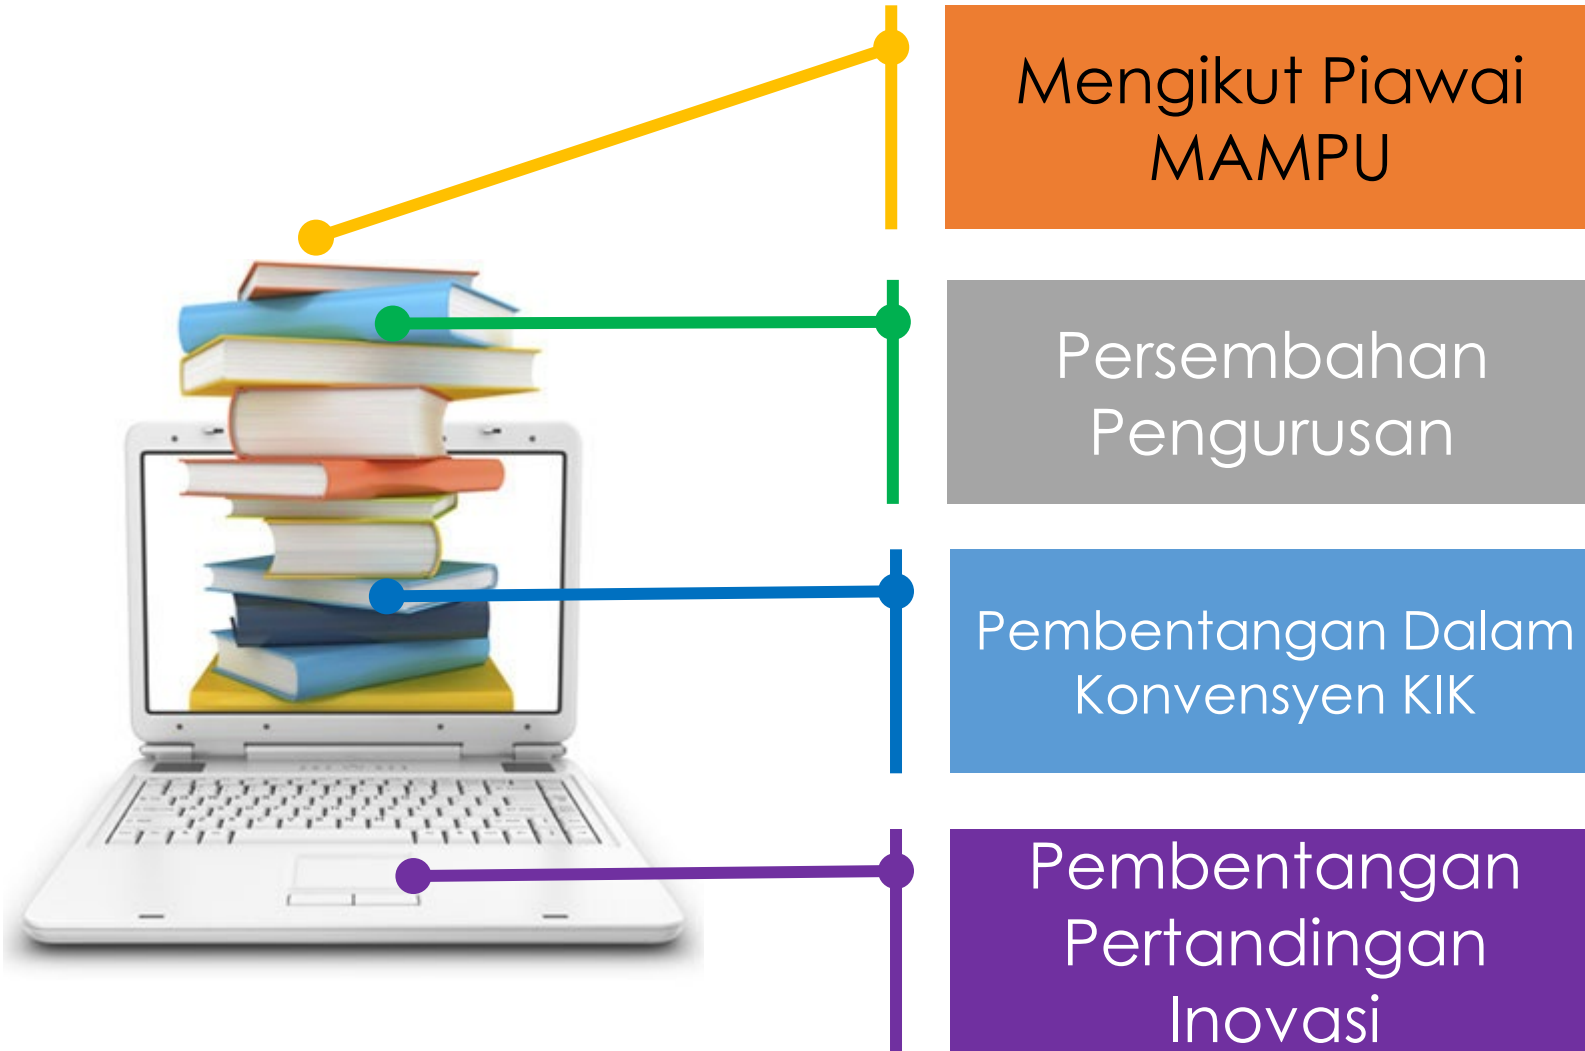 Mengikut Piawai
MAMPU
Persembahan
Pengurusan
Pembentangan Dalam
Konvensyen KIK
Pembentangan
Pertandingan
Inovasi